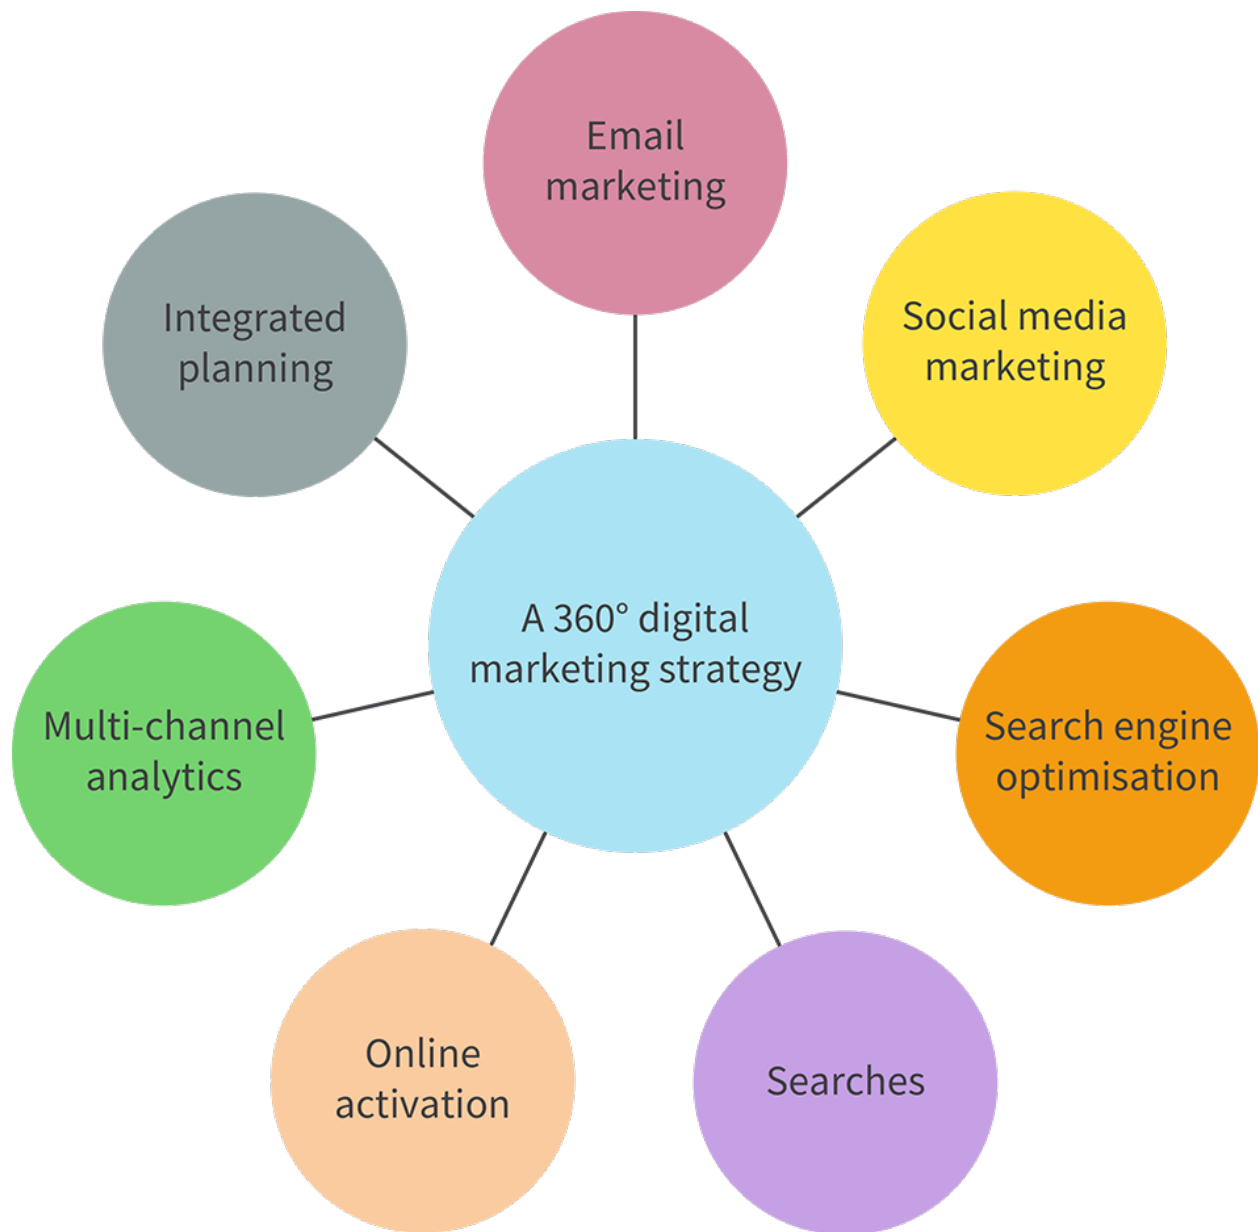 Email
marketing
Social media
marketing
Search engine
optimisation
Searches
Online
activation
Multi-channel
analytics
Integrated
planning
A 360° digital
marketing strategy